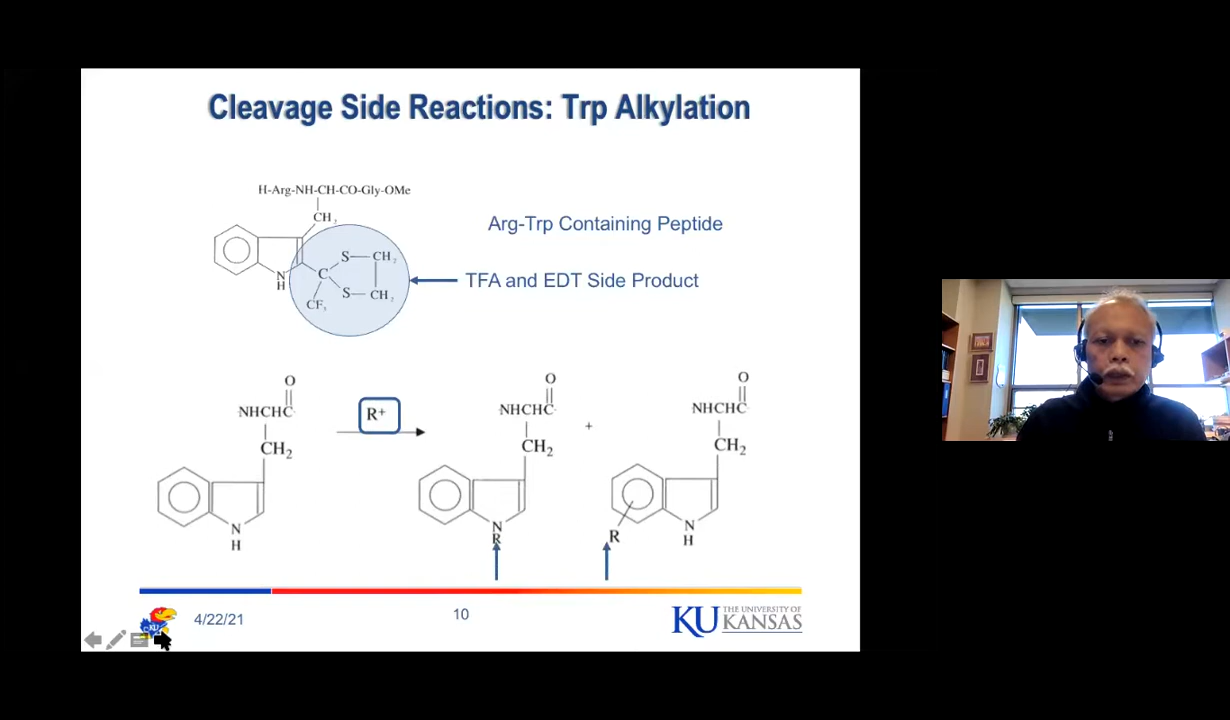 Cleavage Side Reactions: Trp Alkylation
H-Arg-NH-CH-CO-Gly-OMe
CH₂
Arg-Trp Containing Peptide
S
CH₂
N
H
C
TFA and EDT Side Product
S
CH₂
CF₃
O
NHCHC
CH₂
N
H
R⁺
O
NHCHC
CH₂
N
R
+
O
NHCHC
CH₂
R
N
H
4/22/21
10
KU THE UNIVERSITY OF
KANSAS